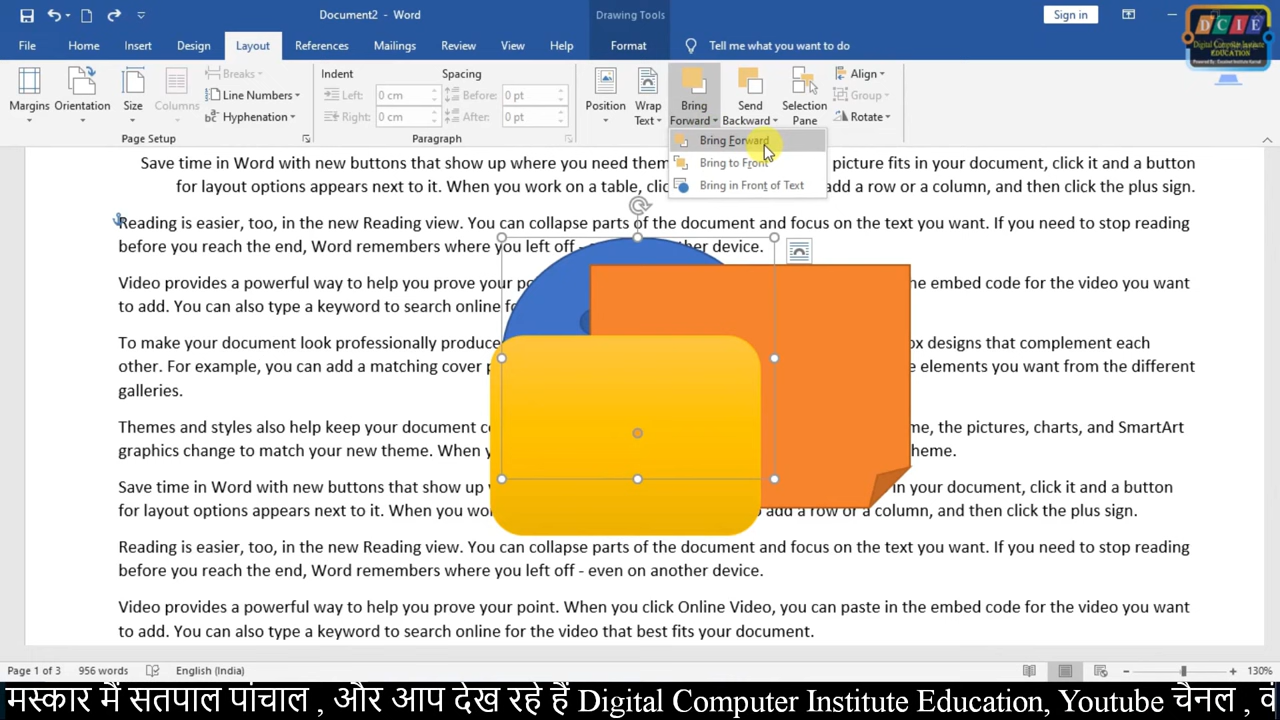 Document2 - Word
Drawing Tools
Sign in
DCIE
Digital Computer Institute
EDUCATION
File Home Insert Design Layout References Mailings Review View Help Format Tell me what you want to do
Margins
Orientation
Size
Columns
Breaks
Line Numbers
Hyphenation
Page Setup
Indent
Left: 0 cm
Right: 0 cm
Spacing
Before: 0 pt
After: 0 pt
Paragraph
Position
Wrap
Text
Bring
Forward
Send
Backward
Selection
Pane
Align
Group
Rotate
Bring Forward
Bring to Front
Bring in Front of Text
Save time in Word with new buttons that show up where you need them picture fits in your document, click it and a button
for layout options appears next to it. When you work on a table, clic add a row or a column, and then click the plus sign.
Reading is easier, too, in the new Reading view. You can collapse parts of the document and focus on the text you want. If you need to stop reading
before you reach the end, Word remembers where you left off - even on another device.
Video provides a powerful way to help you prove your po he embed code for the video you want
to add. You can also type a keyword to search online fo
To make your document look professionally produce ox designs that complement each
other. For example, you can add a matching cover p e elements you want from the different
galleries.
Themes and styles also help keep your document co me, the pictures, charts, and SmartArt
graphics change to match your new theme. When y heme.
Save time in Word with new buttons that show up w in your document, click it and a button
for layout options appears next to it. When you wo add a row or a column, and then click the plus sign.
Reading is easier, too, in the new Reading view. You can collapse parts of the document and focus on the text you want. If you need to stop reading
before you reach the end, Word remembers where you left off - even on another device.
Video provides a powerful way to help you prove your point. When you click Online Video, you can paste in the embed code for the video you want
to add. You can also type a keyword to search online for the video that best fits your document.
Page 1 of 3 956 words English (India) 130%
मस्कार मैं सतपाल पांचाल , और आप देख रहे हैं Digital Computer Institute Education, Youtube चैनल , वं